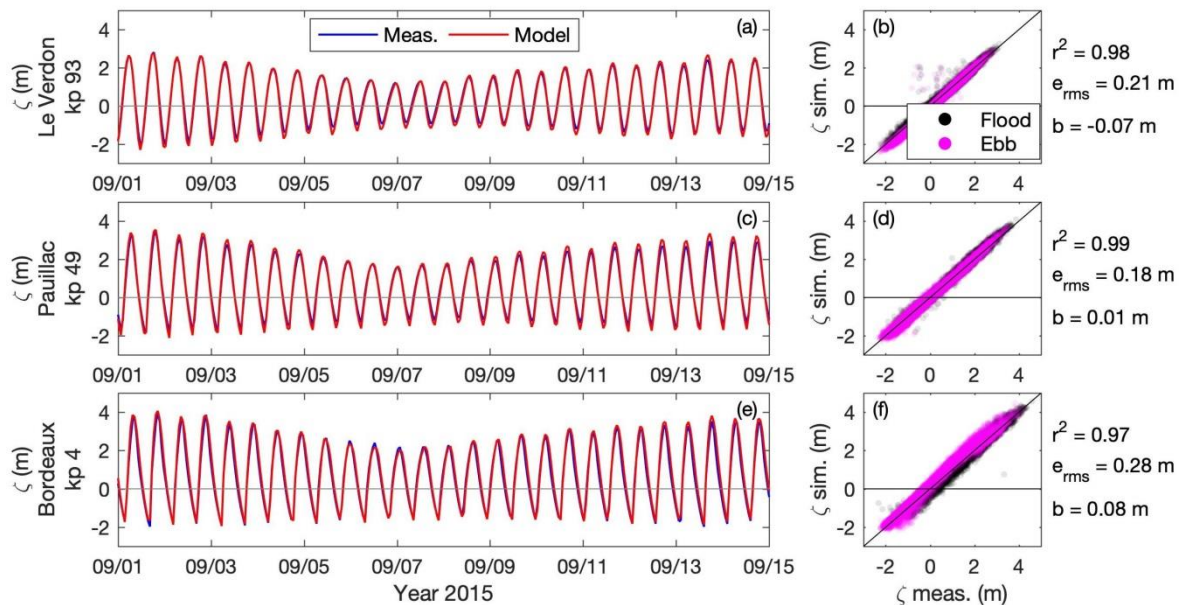 ζ (m)
Le Verdon
kp 93
4
2
0
-2
Meas.
Model
(a)
09/01 09/03 09/05 09/07 09/09 09/11 09/13 09/15
ζ sim. (m)
4
2
0
-2
(b)
Flood
Ebb
-2 0 2 4
r² = 0.98
e_rms = 0.21 m
b = -0.07 m
ζ (m)
Pauillac
kp 49
4
2
0
-2
(c)
09/01 09/03 09/05 09/07 09/09 09/11 09/13 09/15
ζ sim. (m)
4
2
0
-2
(d)
-2 0 2 4
r² = 0.99
e_rms = 0.18 m
b = 0.01 m
ζ (m)
Bordeaux
kp 4
4
2
0
-2
(e)
09/01 09/03 09/05 09/07 09/09 09/11 09/13 09/15
Year 2015
ζ sim. (m)
4
2
0
-2
(f)
-2 0 2 4
ζ meas. (m)
r² = 0.97
e_rms = 0.28 m
b = 0.08 m